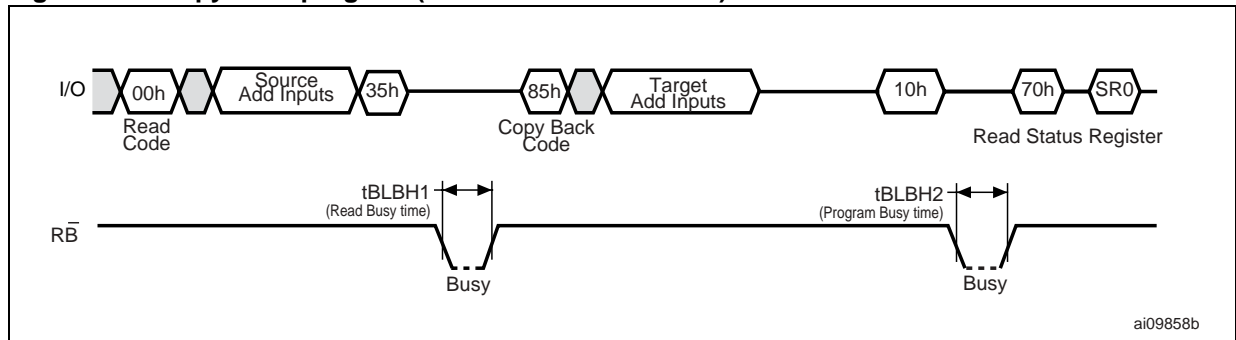 I/O
00h
Source
Add Inputs
35h
85h
Target
Add Inputs
10h
70h
SR0
Read
Code
Copy Back
Code
Read Status Register
tBLBH1
(Read Busy time)
tBLBH2
(Program Busy time)
RB̅
Busy
Busy
ai09858b